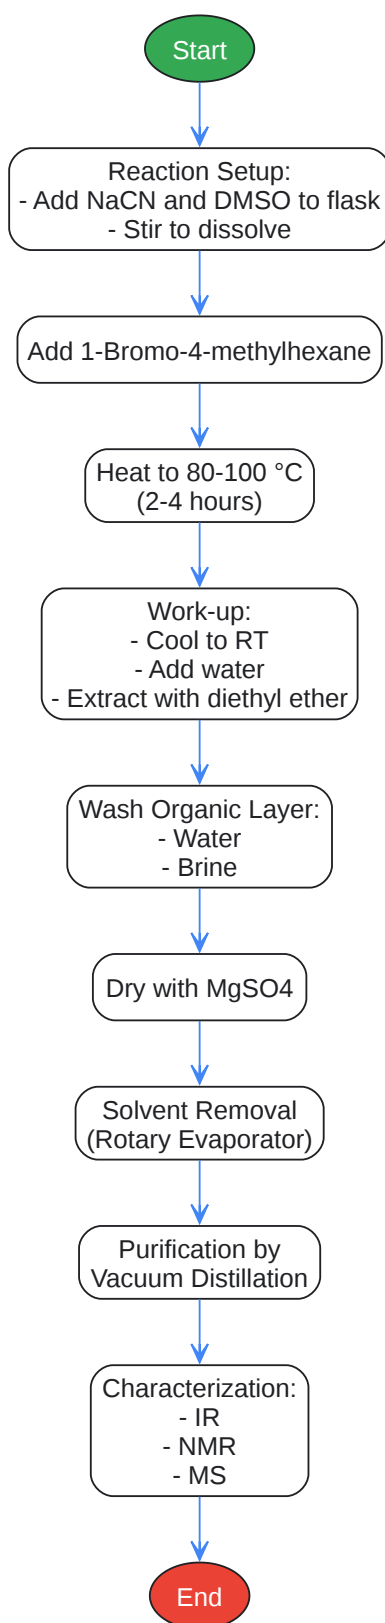 Start
Reaction Setup:
- Add NaCN and DMSO to flask
- Stir to dissolve
Add 1-Bromo-4-methylhexane
Heat to 80-100 °C
(2-4 hours)
Work-up:
- Cool to RT
- Add water
- Extract with diethyl ether
Wash Organic Layer:
- Water
- Brine
Dry with MgSO4
Solvent Removal
(Rotary Evaporator)
Purification by
Vacuum Distillation
Characterization:
- IR
- NMR
- MS
End